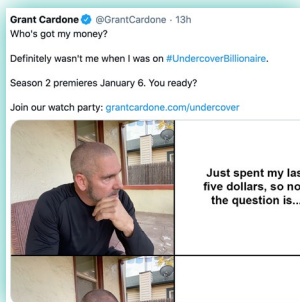 Grant Cardone @GrantCardone · 13h
Who's got my money?
Definitely wasn't me when I was on #UndercoverBillionaire.
Season 2 premieres January 6. You ready?
Join our watch party: grantcardone.com/undercover
Just spent my las
five dollars, so no
the question is...